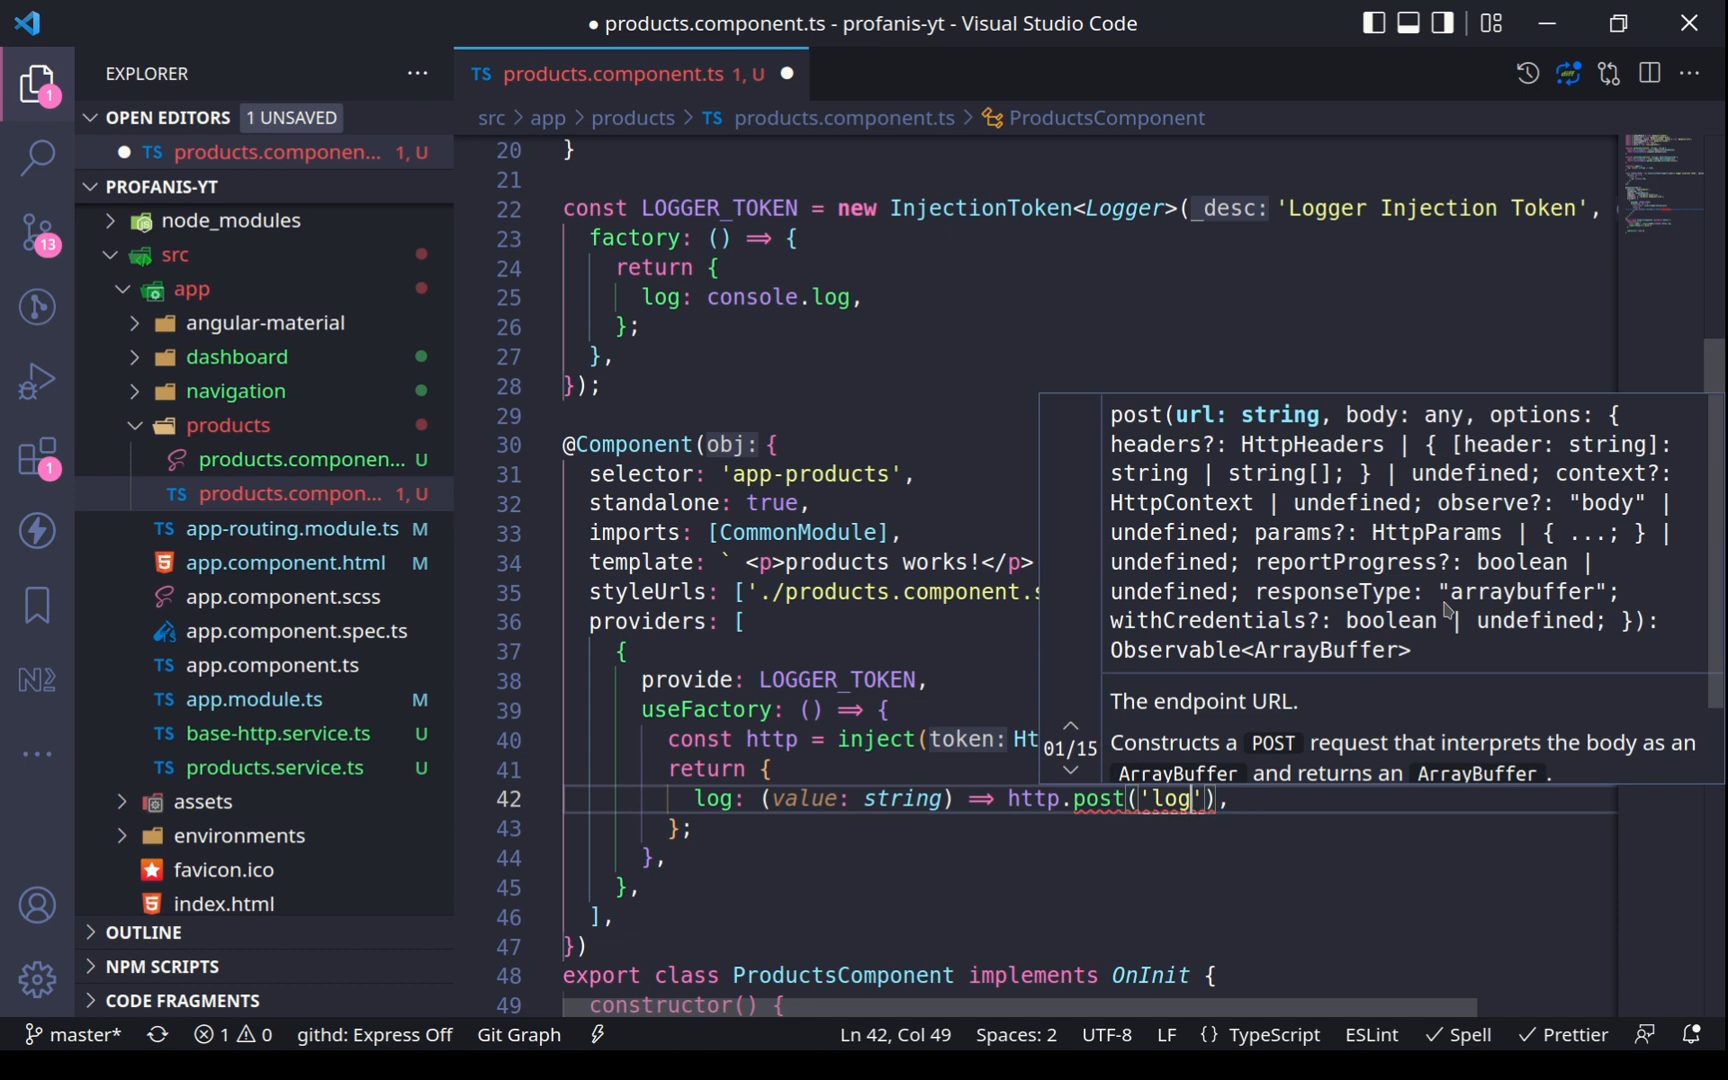 ● products.component.ts - profanis-yt - Visual Studio Code
EXPLORER
OPEN EDITORS 1 UNSAVED
TS products.componen... 1, U
PROFANIS-YT
node_modules
src
app
angular-material
dashboard
navigation
products
products.componen... U
TS products.compon... 1, U
TS app-routing.module.ts M
app.component.html M
app.component.scss
app.component.spec.ts
TS app.component.ts
TS app.module.ts M
TS base-http.service.ts U
TS products.service.ts U
assets
environments
favicon.ico
index.html
OUTLINE
NPM SCRIPTS
CODE FRAGMENTS
1
13
1
TS products.component.ts 1, U
src > app > products > TS products.component.ts > ProductsComponent
20 }
21
22 const LOGGER_TOKEN = new InjectionToken<Logger>(_desc: 'Logger Injection Token',
23 factory: () => {
24 return {
25 log: console.log,
26 };
27 },
28 });
29
30 @Component(obj: {
31 selector: 'app-products',
32 standalone: true,
33 imports: [CommonModule],
34 template: ` <p>products works!</p>
35 styleUrls: ['./products.component.s
36 providers: [
37 {
38 provide: LOGGER_TOKEN,
39 useFactory: () => {
40 const http = inject(token: Ht
41 return {
42 log: (value: string) => http.post('log'),
43 };
44 },
45 },
46 ],
47 })
48 export class ProductsComponent implements OnInit {
49 constructor() {
post(url: string, body: any, options: {
headers?: HttpHeaders | { [header: string]:
string | string[]; } | undefined; context?:
HttpContext | undefined; observe?: "body" |
undefined; params?: HttpParams | { ...; } |
undefined; reportProgress?: boolean |
undefined; responseType: "arraybuffer";
withCredentials?: boolean | undefined; }):
Observable<ArrayBuffer>
The endpoint URL.
01/15
Constructs a POST request that interprets the body as an
ArrayBuffer and returns an ArrayBuffer.
master* 1 0 githd: Express Off Git Graph Ln 42, Col 49 Spaces: 2 UTF-8 LF {} TypeScript ESLint ✓ Spell ✓ Prettier